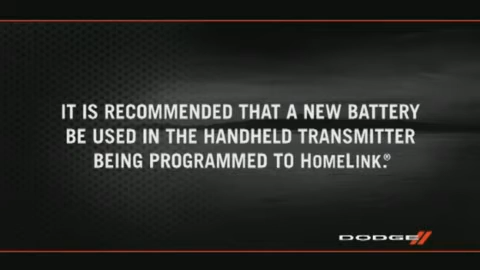 IT IS RECOMMENDED THAT A NEW BATTERY
BE USED IN THE HANDHELD TRANSMITTER
BEING PROGRAMMED TO HOMELINK.®
DODGE